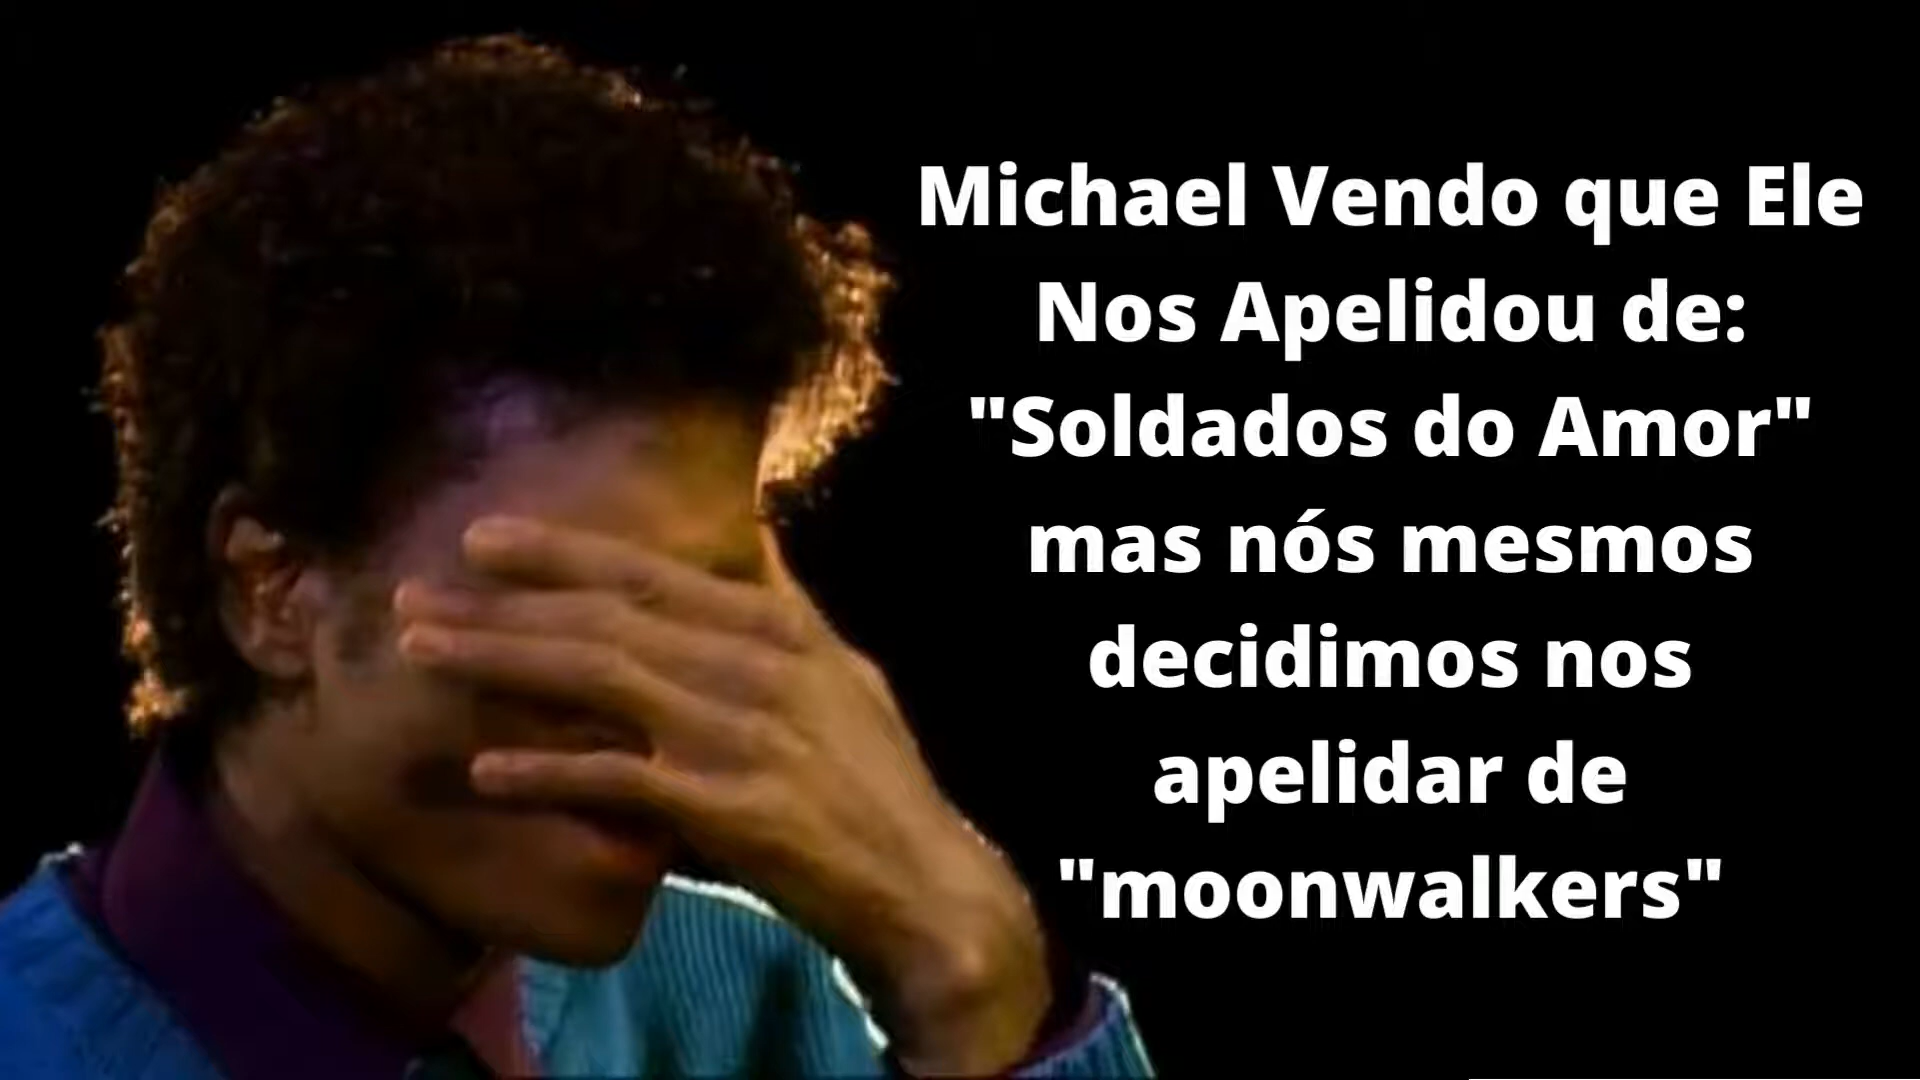 Michael Vendo que Ele
Nos Apelidou de:
"Soldados do Amor"
mas nós mesmos
decidimos nos
apelidar de
"moonwalkers"